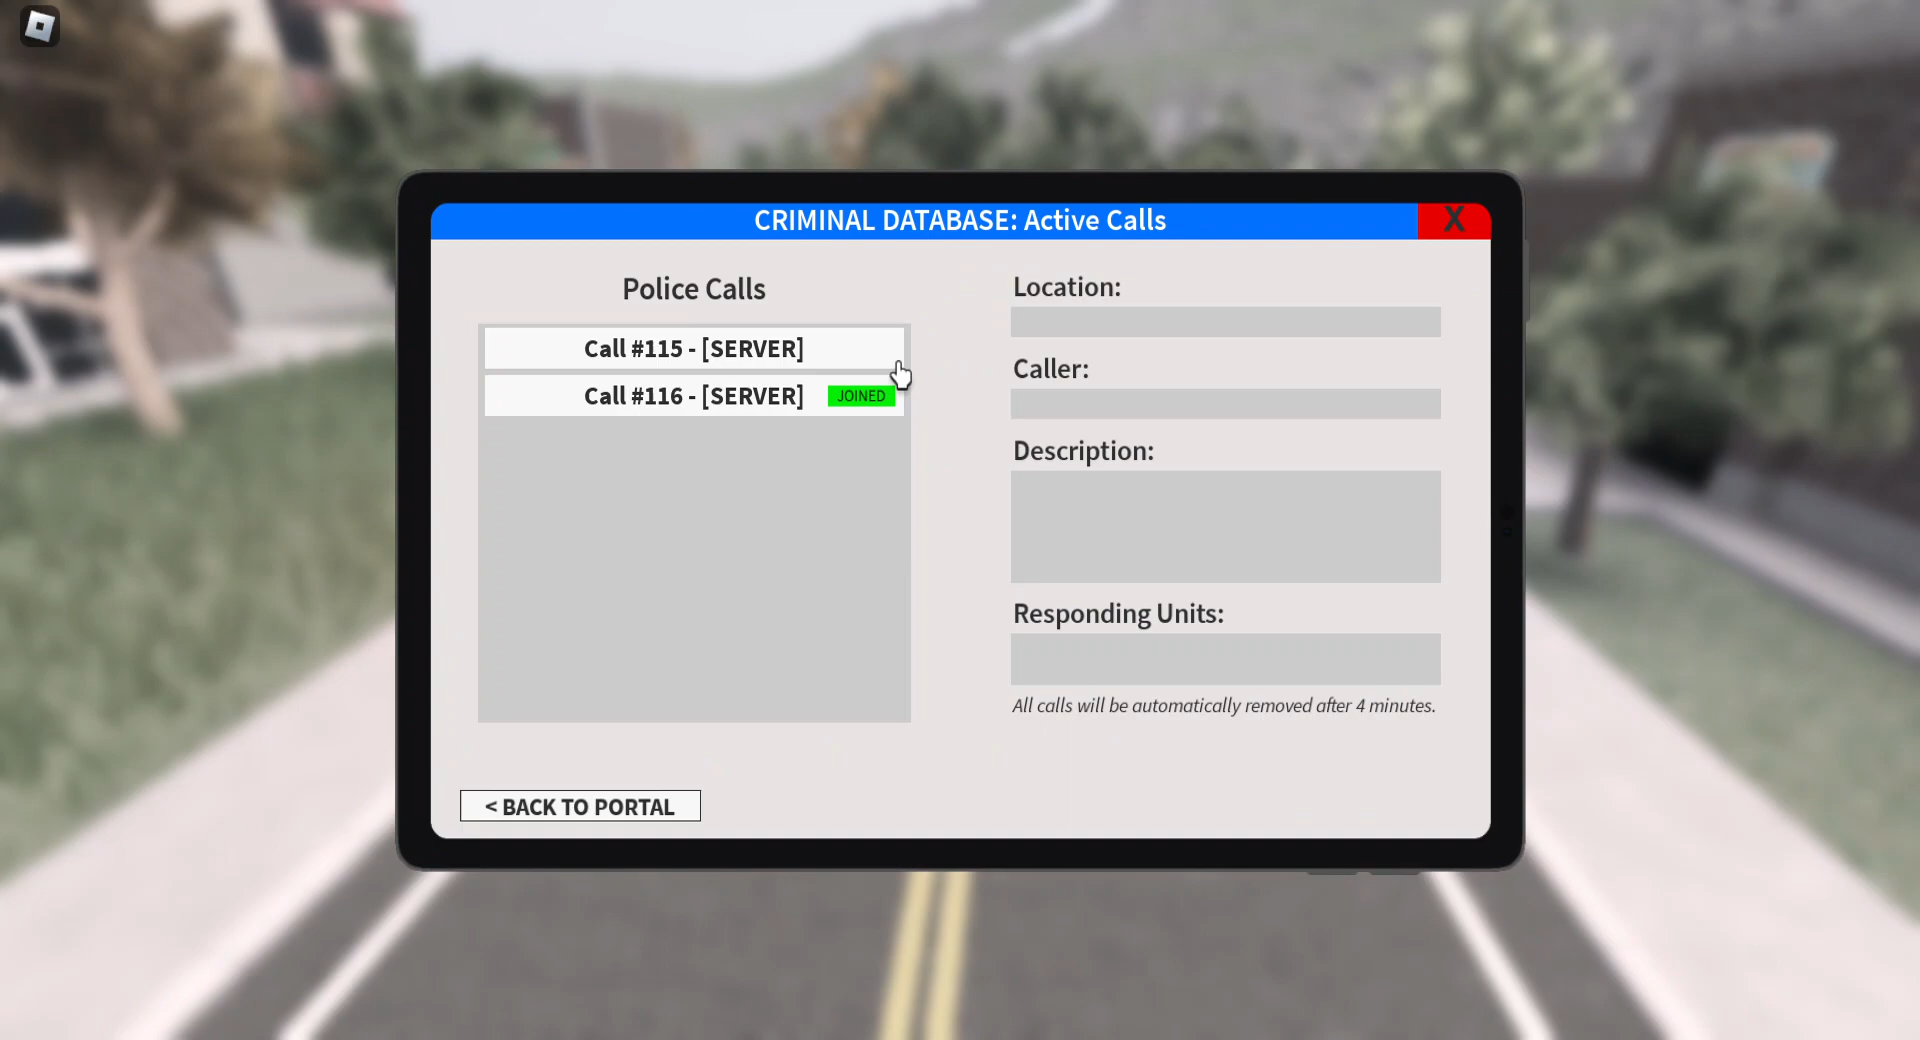 CRIMINAL DATABASE: Active Calls
X
Police Calls
Call #115 - [SERVER]
Call #116 - [SERVER]
JOINED
Location:
Caller:
Description:
Responding Units:
All calls will be automatically removed after 4 minutes.
< BACK TO PORTAL